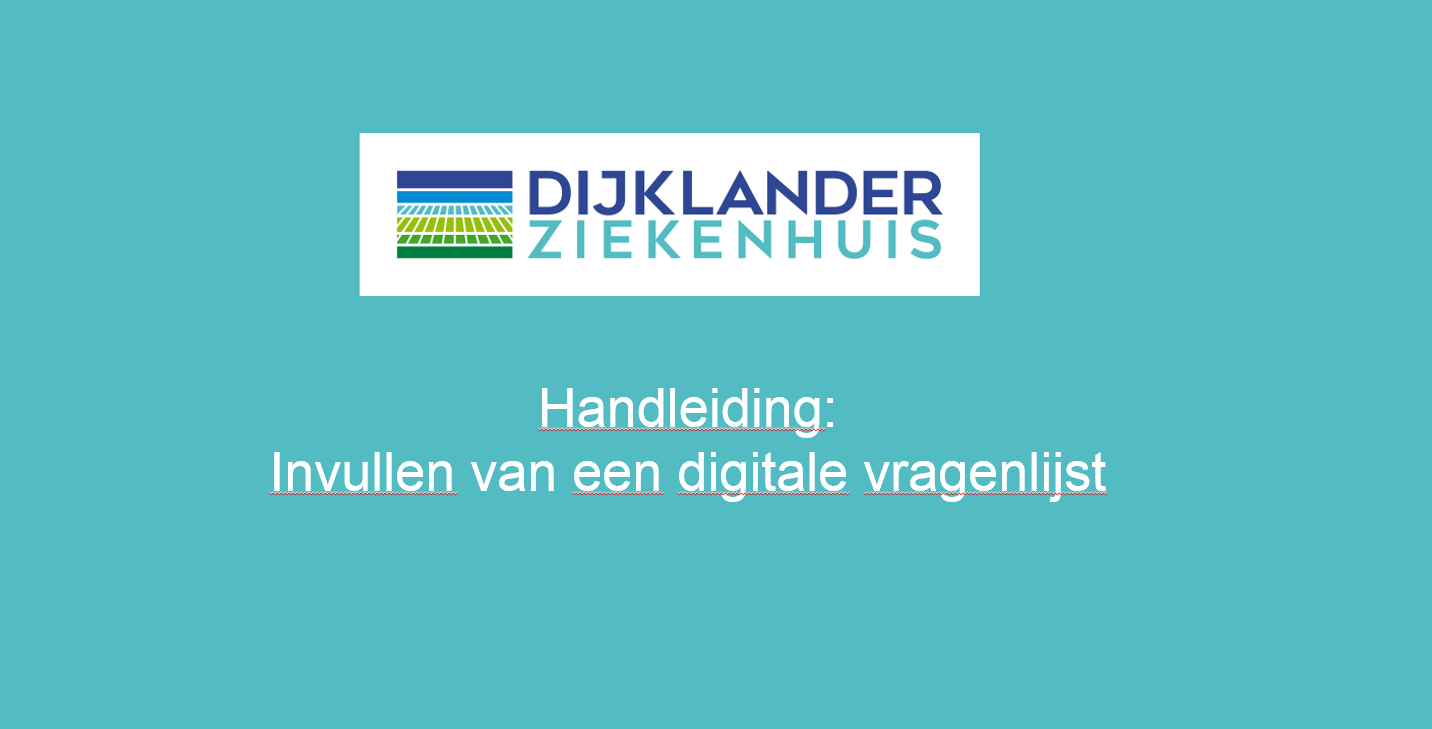 DIJKLANDER
ZIEKENHUIS
Handleiding:
Invullen van een digitale vragenlijst